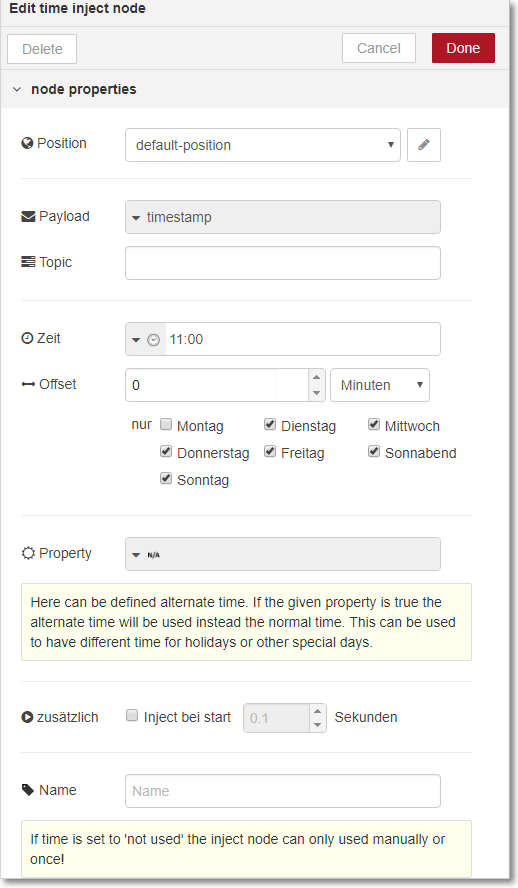 Edit time inject node
Delete Cancel Done
node properties
Position default-position
Payload timestamp
Topic
Zeit 11:00
Offset 0 Minuten
nur Montag Dienstag Mittwoch
Donnerstag Freitag Sonnabend
Sonntag
Property N/A
Here can be defined alternate time. If the given property is true the
alternate time will be used instead the normal time. This can be used
to have different time for holidays or other special days.
zusätzlich Inject bei start 0.1 Sekunden
Name Name
If time is set to 'not used' the inject node can only used manually or
once!